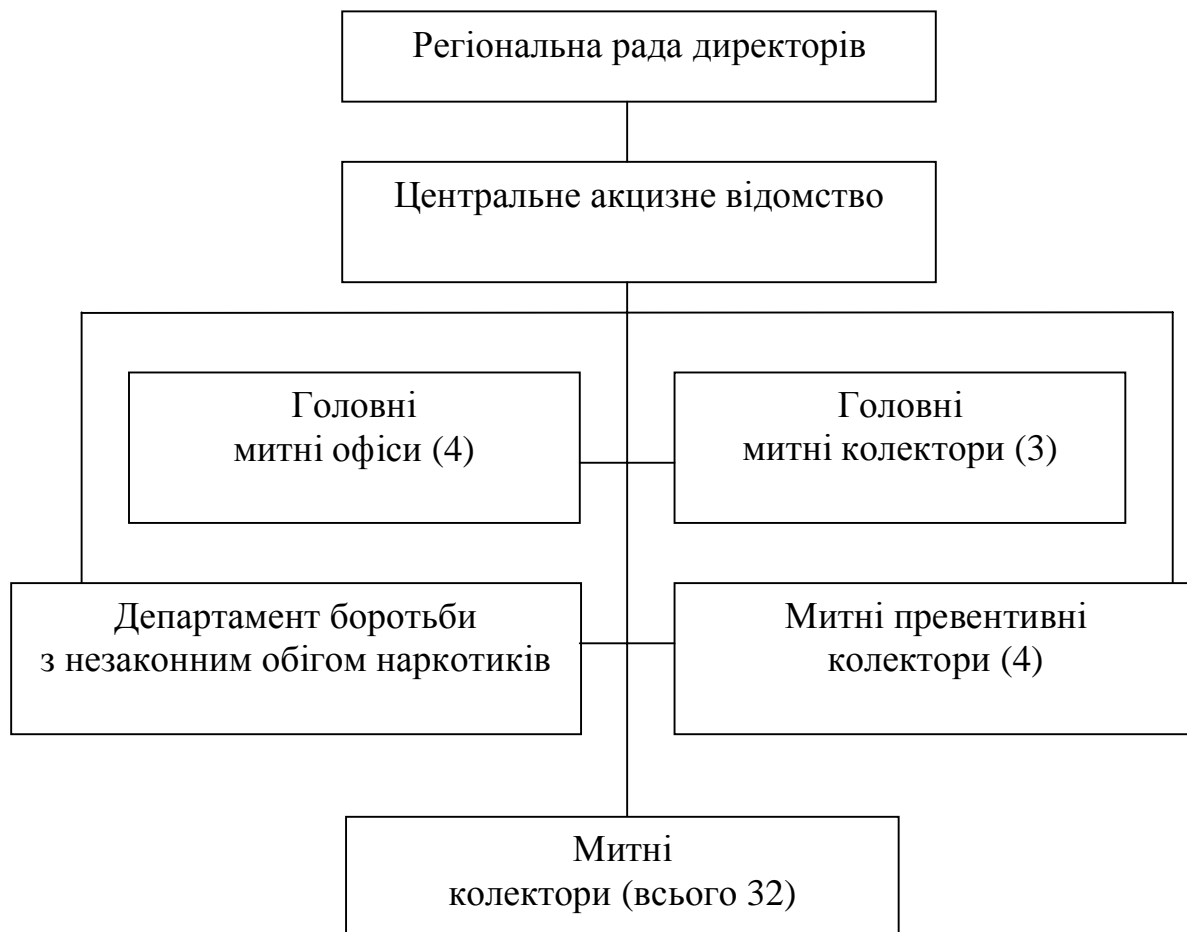 Регіональна рада директорів
Центральне акцизне відомство
Головні
митні офіси (4)
Головні
митні колектори (3)
Департамент боротьби
з незаконним обігом наркотиків
Митні превентивні
колектори (4)
Митні
колектори (всього 32)